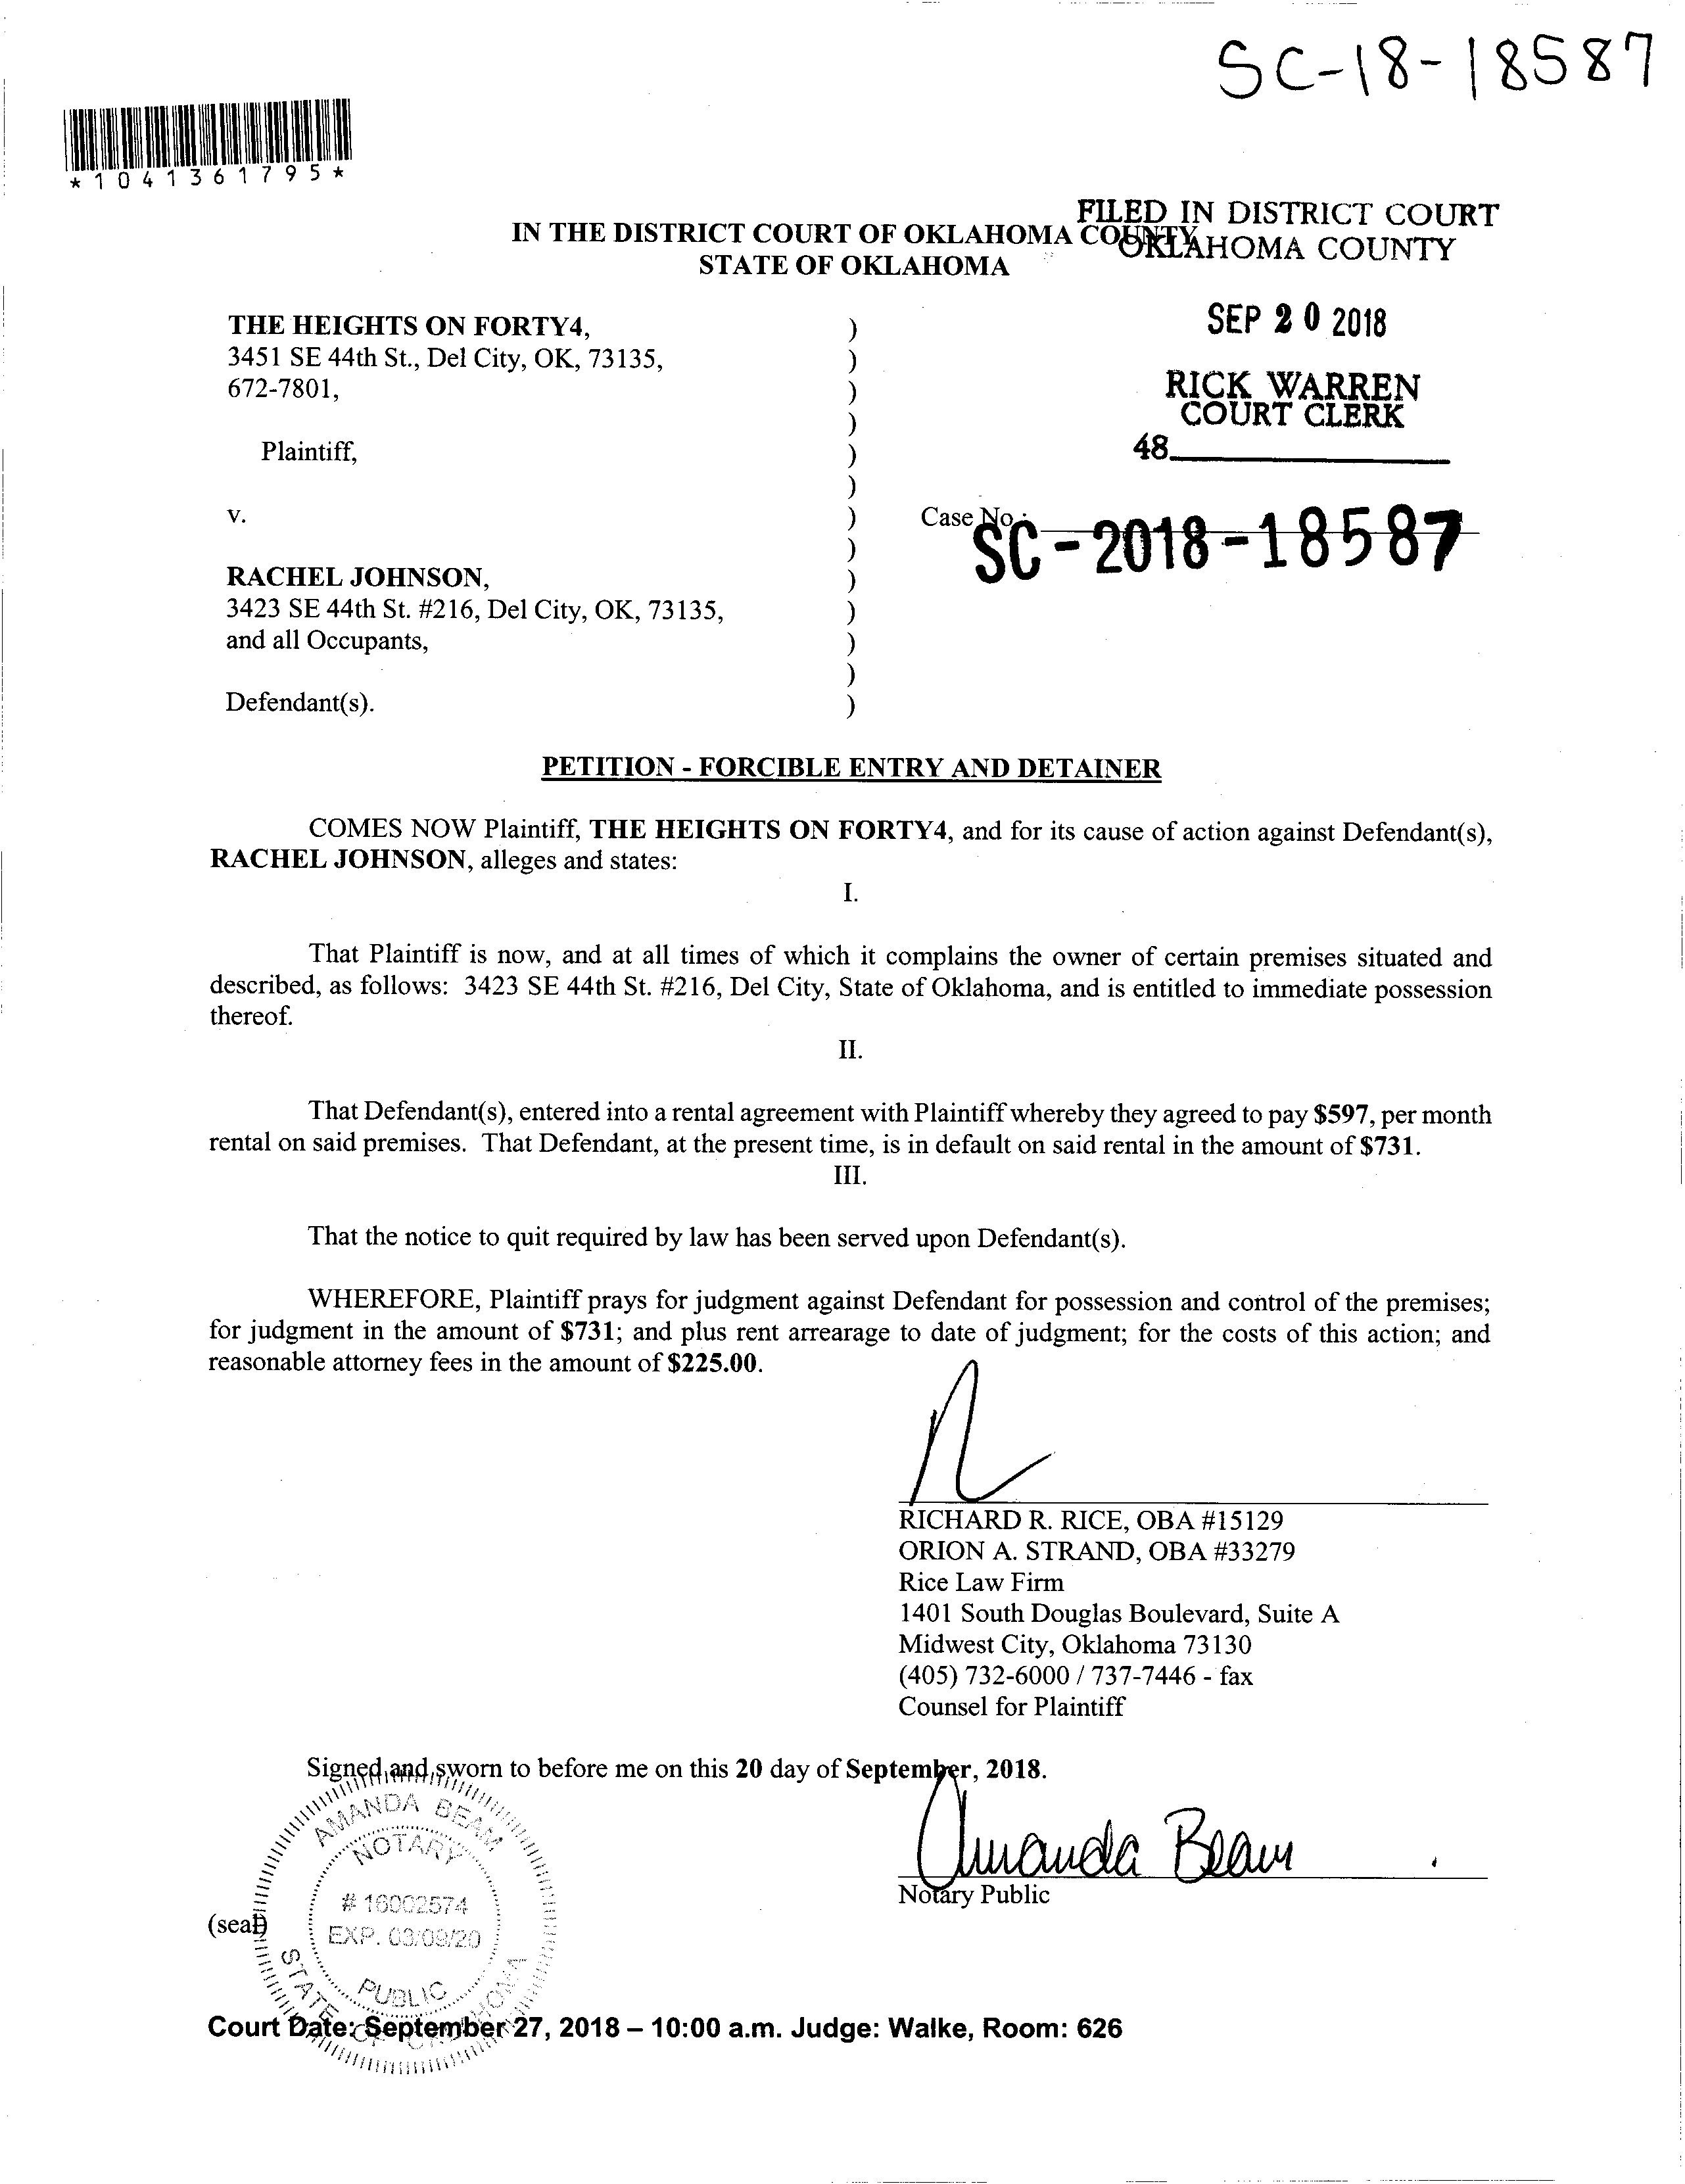 SC-18-18587
*1041361795*
FILED IN DISTRICT COURT
OKLAHOMA COUNTY
IN THE DISTRICT COURT OF OKLAHOMA COUNTY
STATE OF OKLAHOMA
SEP 20 2018
RICK WARREN
COURT CLERK
48
THE HEIGHTS ON FORTY4, )
3451 SE 44th St., Del City, OK, 73135, )
672-7801, )
)
Plaintiff, )
)
v. ) Case No.: SC-2018-18587
)
RACHEL JOHNSON, )
3423 SE 44th St. #216, Del City, OK, 73135, )
and all Occupants, )
)
Defendant(s). )
PETITION - FORCIBLE ENTRY AND DETAINER
COMES NOW Plaintiff, THE HEIGHTS ON FORTY4, and for its cause of action against Defendant(s),
RACHEL JOHNSON, alleges and states:
I.
That Plaintiff is now, and at all times of which it complains the owner of certain premises situated and
described, as follows: 3423 SE 44th St. #216, Del City, State of Oklahoma, and is entitled to immediate possession
thereof.
II.
That Defendant(s), entered into a rental agreement with Plaintiff whereby they agreed to pay $597, per month
rental on said premises. That Defendant, at the present time, is in default on said rental in the amount of $731.
III.
That the notice to quit required by law has been served upon Defendant(s).
WHEREFORE, Plaintiff prays for judgment against Defendant for possession and control of the premises;
for judgment in the amount of $731; and plus rent arrearage to date of judgment; for the costs of this action; and
reasonable attorney fees in the amount of $225.00.
RICHARD R. RICE, OBA #15129
ORION A. STRAND, OBA #33279
Rice Law Firm
1401 South Douglas Boulevard, Suite A
Midwest City, Oklahoma 73130
(405) 732-6000 / 737-7446 - fax
Counsel for Plaintiff
Signed and sworn to before me on this 20 day of September, 2018.
Amanda Beam
Notary Public
(seal)
AMANDA BEAM
NOTARY
# 16002574
EXP. 03/09/20
PUBLIC
STATE OF OKLAHOMA
Court Date: September 27, 2018 – 10:00 a.m. Judge: Walke, Room: 626